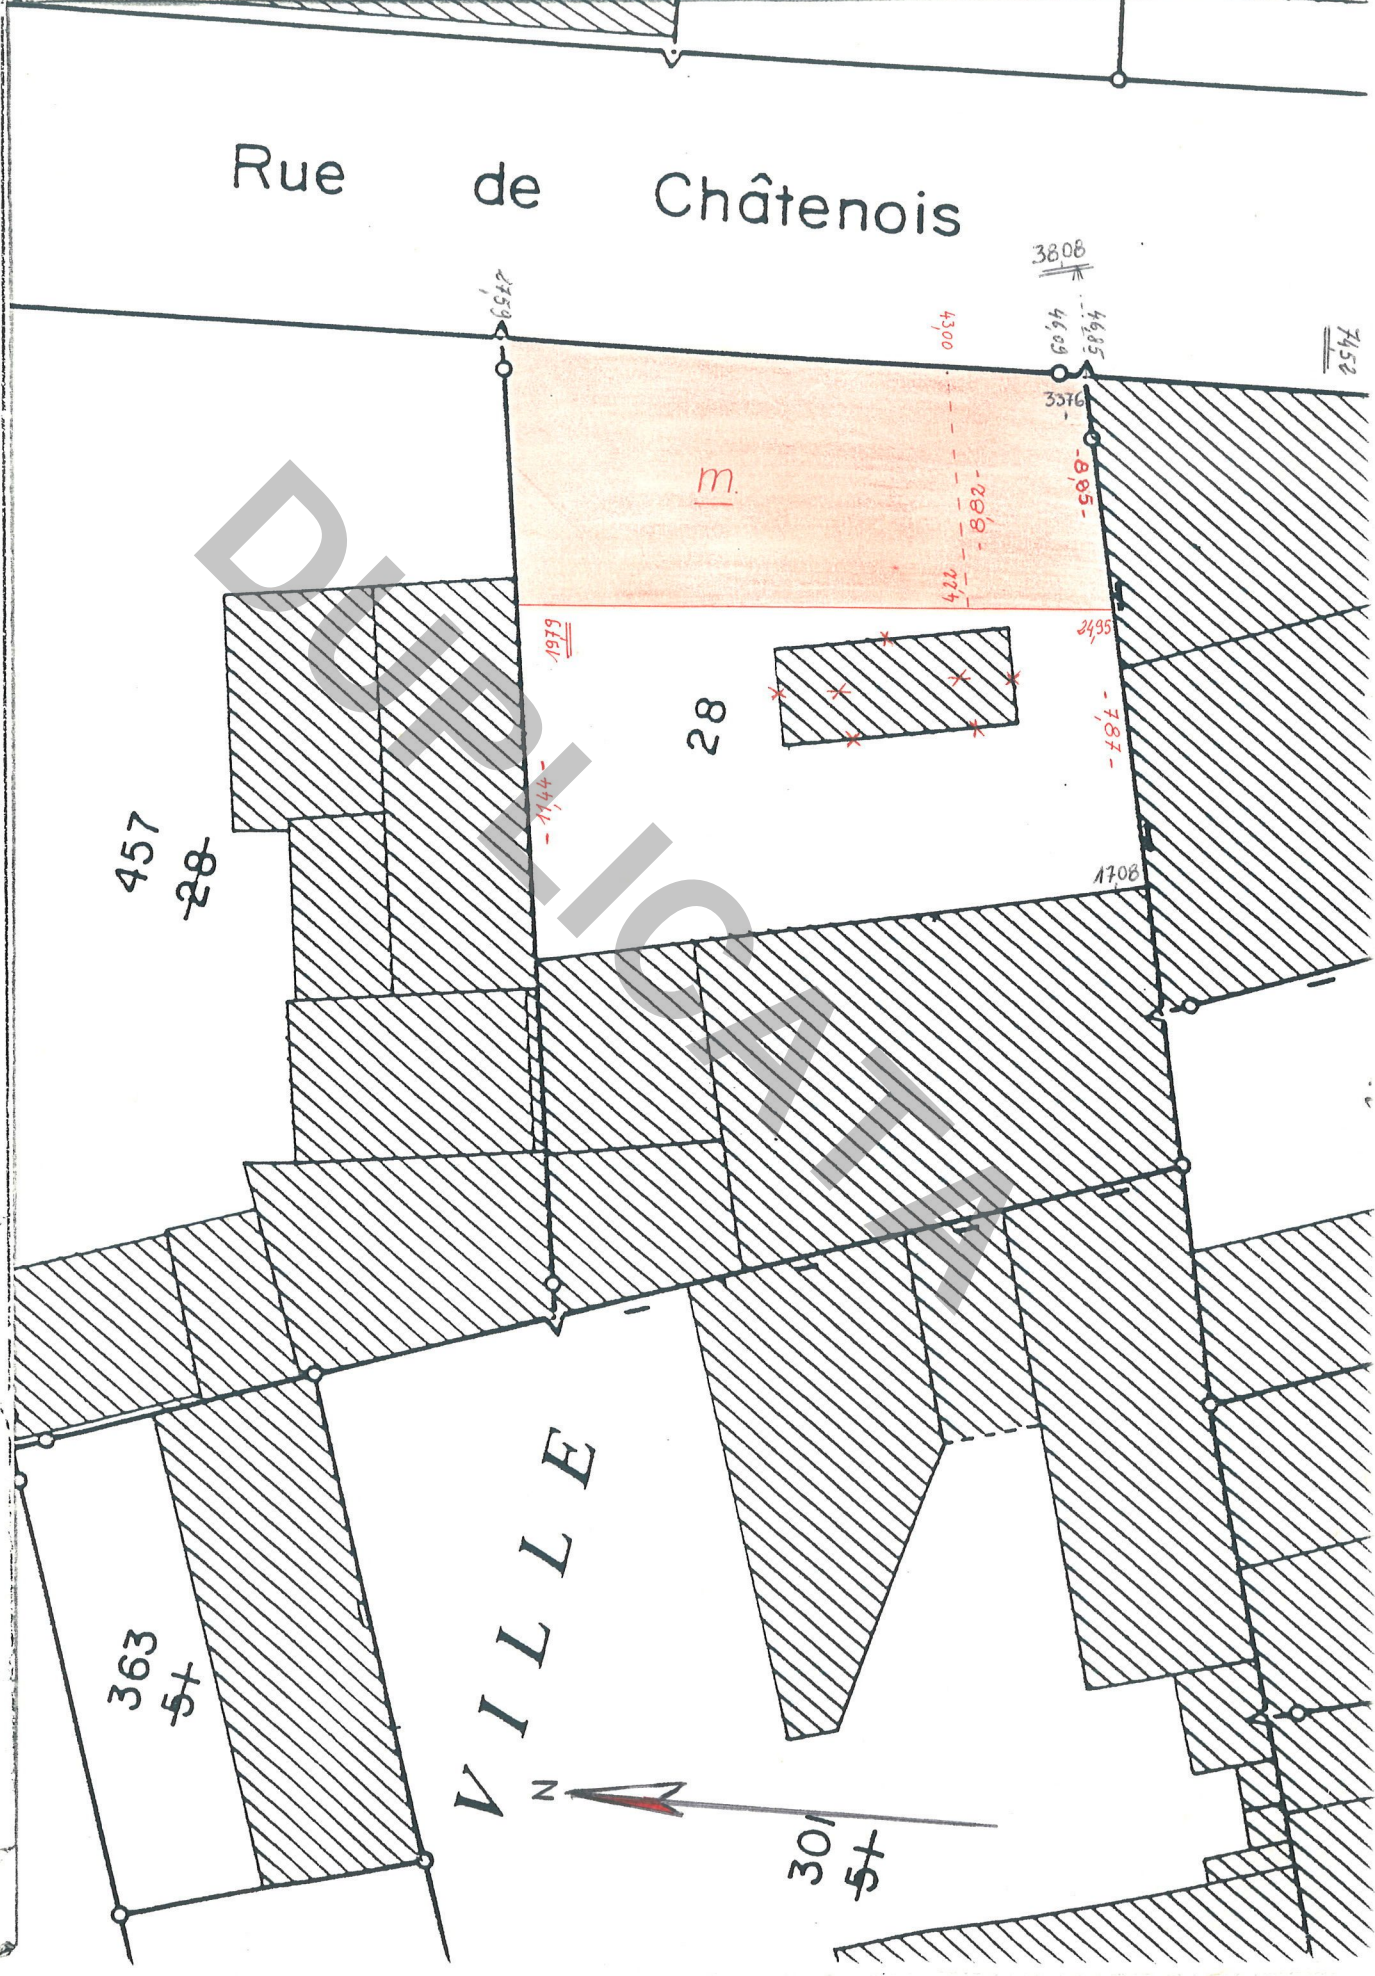 Rue de Châtenois
38,08
27,59
43,00
46,09
46,85
74,52
33,76
m.
- 8,82 -
- 8,85 -
4,22
19,79
24,95
28
- 7,87 -
- 11,44 -
17,08
457
28
DUPLICATA
363
5+
VILLE
N
301
5+